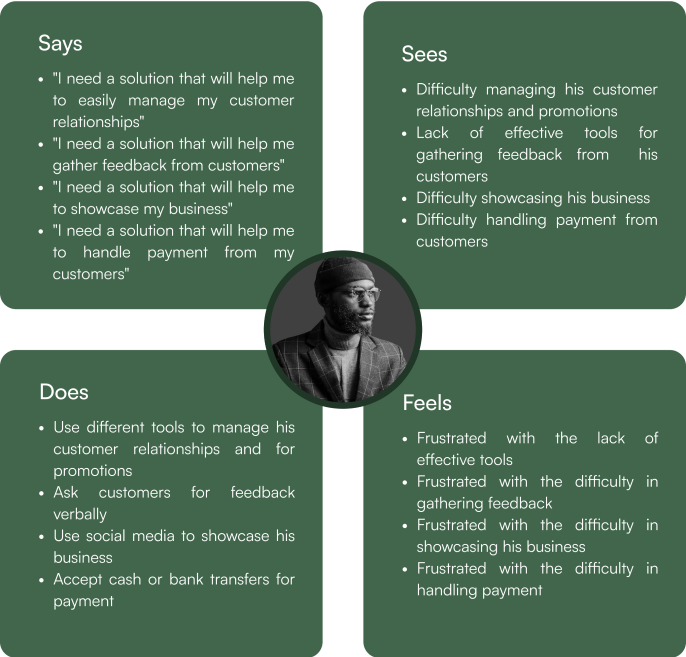 Says
• "I need a solution that will help me
to easily manage my customer
relationships"
• "I need a solution that will help me
gather feedback from customers"
• "I need a solution that will help me
to showcase my business"
• "I need a solution that will help me
to handle payment from my
customers"
Sees
• Difficulty managing his customer
relationships and promotions
• Lack of effective tools for
gathering feedback from his
customers
• Difficulty showcasing his business
• Difficulty handling payment from
customers
Does
• Use different tools to manage his
customer relationships and for
promotions
• Ask customers for feedback
verbally
• Use social media to showcase his
business
• Accept cash or bank transfers for
payment
Feels
• Frustrated with the lack of
effective tools
• Frustrated with the difficulty in
gathering feedback
• Frustrated with the difficulty in
showcasing his business
• Frustrated with the difficulty in
handling payment